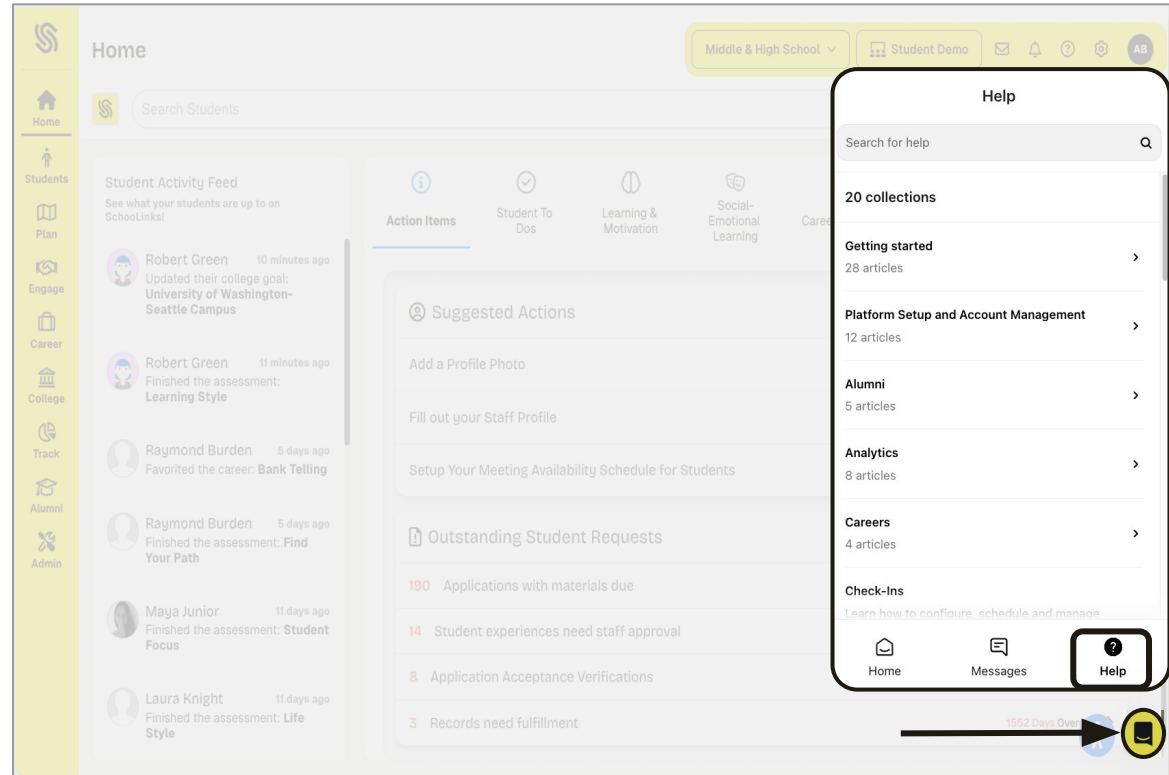 Home
Middle & High School
Student Demo
AB
Home
Students
Plan
Engage
Career
College
Track
Alumni
Admin
Search Students
Student Activity Feed
See what your students are up to on
SchooLinks!
Robert Green 10 minutes ago
Updated their college goal:
University of Washington-
Seattle Campus
Robert Green 11 minutes ago
Finished the assessment:
Learning Style
Raymond Burden 5 days ago
Favorited the career: Bank Telling
Raymond Burden 5 days ago
Finished the assessment: Find
Your Path
Maya Junior 11 days ago
Finished the assessment: Student
Focus
Laura Knight 11 days ago
Finished the assessment: Life
Style
Action Items
Student To
Dos
Learning &
Motivation
Social-
Emotional
Learning
Caree
Suggested Actions
Add a Profile Photo
Fill out your Staff Profile
Setup Your Meeting Availability Schedule for Students
Outstanding Student Requests
190 Applications with materials due
14 Student experiences need staff approval
8 Application Acceptance Verifications
3 Records need fulfillment
1552 Days Over
Help
Search for help
20 collections
Getting started
28 articles
Platform Setup and Account Management
12 articles
Alumni
5 articles
Analytics
8 articles
Careers
4 articles
Check-Ins
Learn how to configure, schedule and manage
Home
Messages
Help